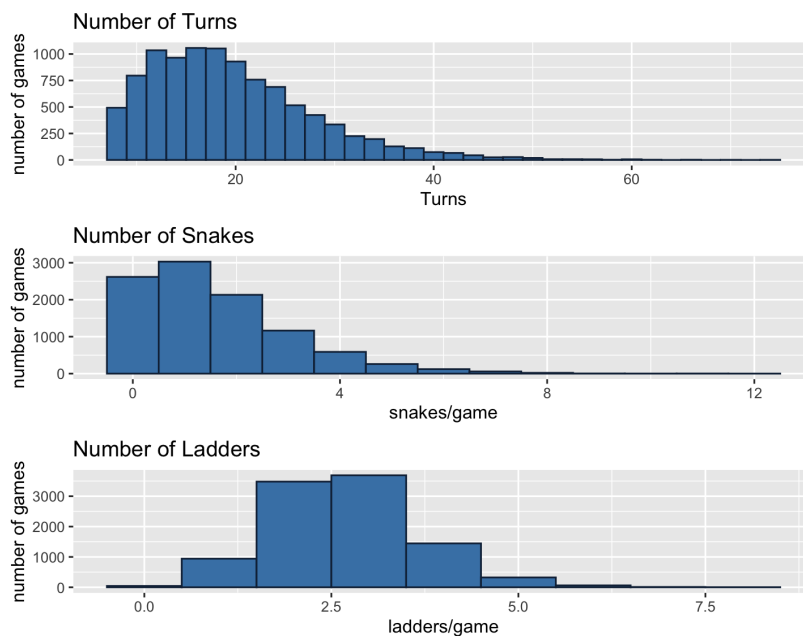 Number of Turns
number of games
1000
750
500
250
0
20
40
60
Turns
Number of Snakes
number of games
3000
2000
1000
0
0
4
8
12
snakes/game
Number of Ladders
number of games
3000
2000
1000
0
0.0
2.5
5.0
7.5
ladders/game